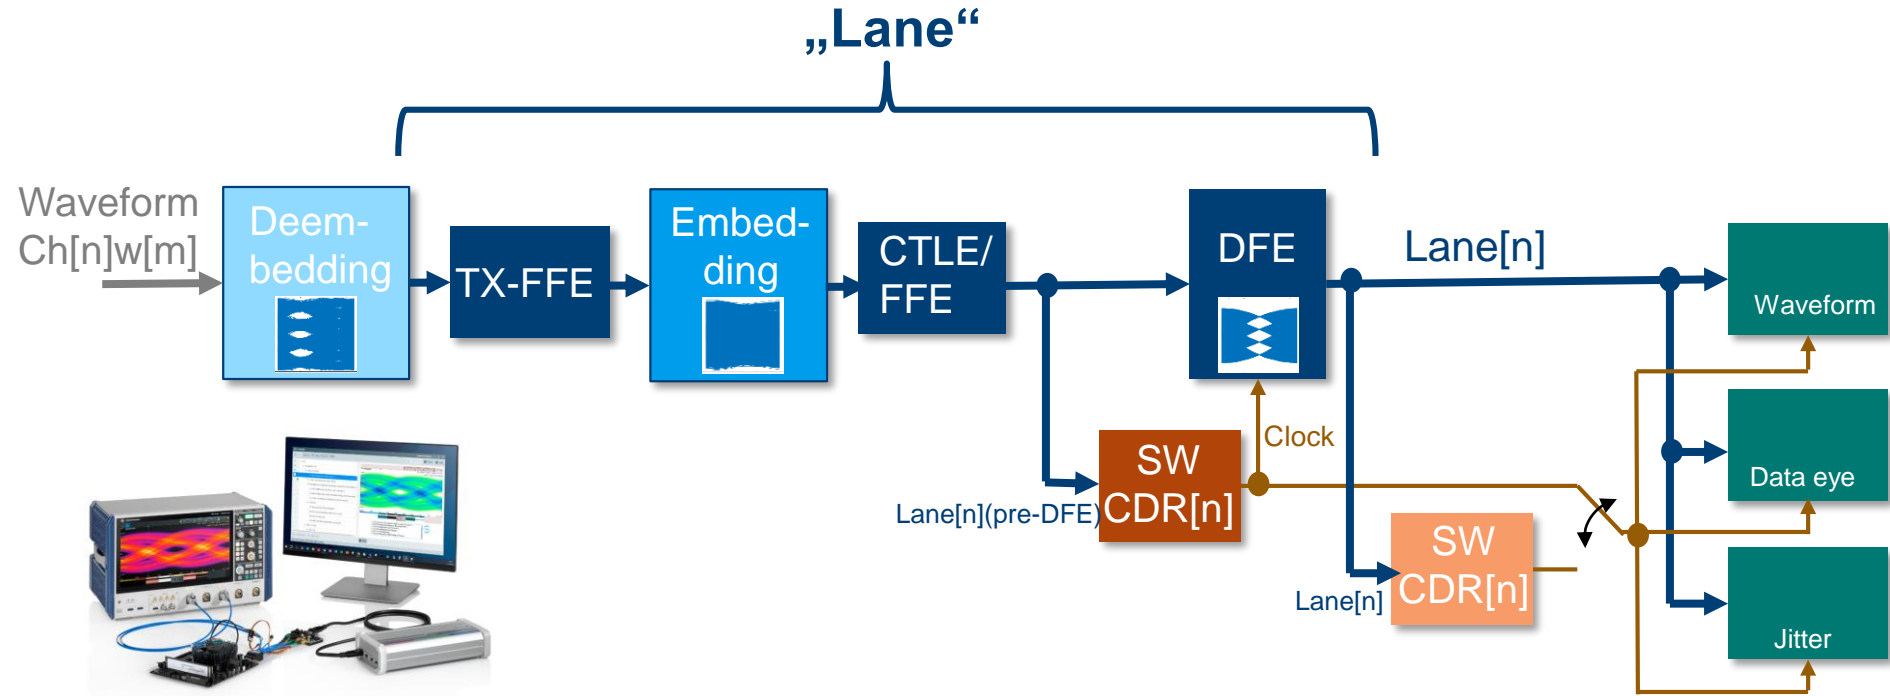 „Lane“
Waveform
Ch[n]w[m]
Deem-
bedding
TX-FFE
Embed-
ding
CTLE/
FFE
DFE
Lane[n]
Waveform
Clock
SW
CDR[n]
Lane[n](pre-DFE)
Data eye
SW
CDR[n]
Lane[n]
Jitter